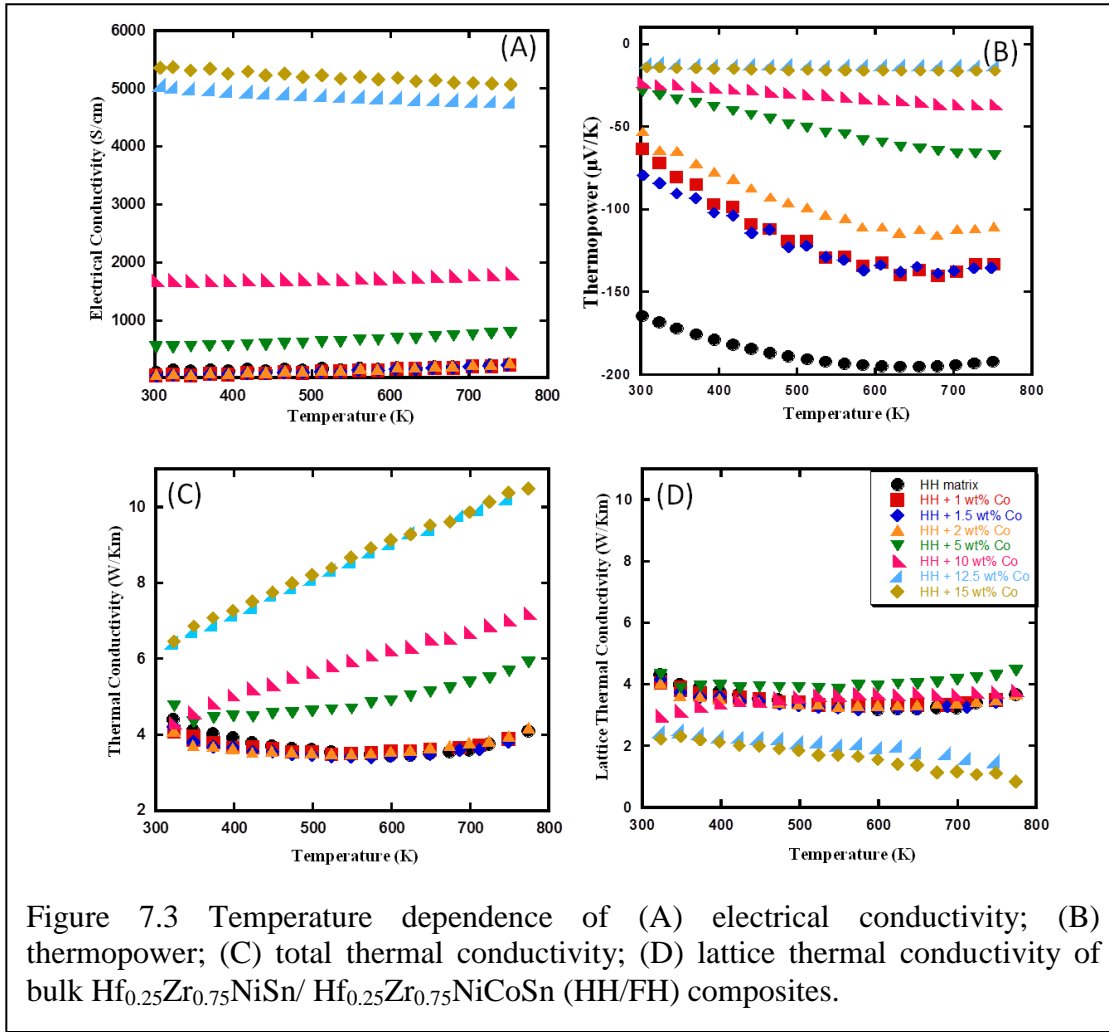 (A)
6000
5000
4000
3000
2000
1000
Electrical Conductivity (S/cm)
300 400 500 600 700 800
Temperature (K)
(B)
0
-50
-100
-150
-200
Thermopower (µV/K)
300 400 500 600 700 800
Temperature (K)
(C)
10
8
6
4
2
Thermal Conductivity (W/Km)
300 400 500 600 700 800
Temperature (K)
(D)
10
8
6
4
2
0
Lattice Thermal Conductivity (W/Km)
300 400 500 600 700 800
Temperature (K)
HH matrix
HH + 1 wt% Co
HH + 1.5 wt% Co
HH + 2 wt% Co
HH + 5 wt% Co
HH + 10 wt% Co
HH + 12.5 wt% Co
HH + 15 wt% Co
Figure 7.3 Temperature dependence of (A) electrical conductivity; (B)
thermopower; (C) total thermal conductivity; (D) lattice thermal conductivity of
bulk Hf₀.₂₅Zr₀.₇₅NiSn/ Hf₀.₂₅Zr₀.₇₅NiCoSn (HH/FH) composites.